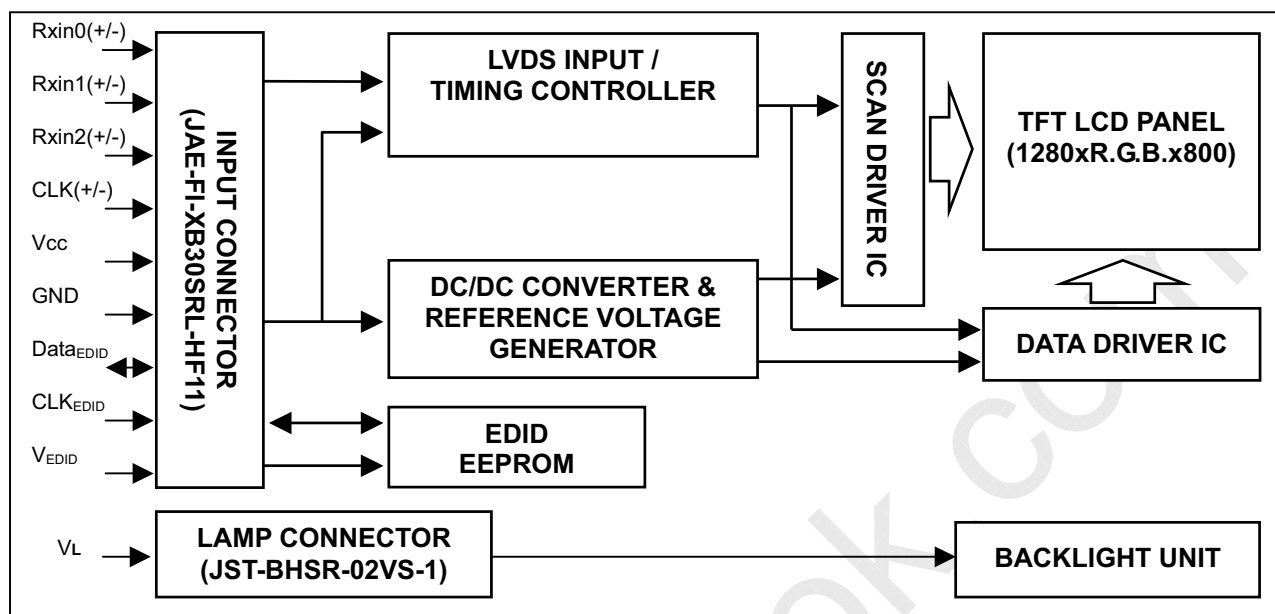 Rxin0(+/-)
Rxin1(+/-)
Rxin2(+/-)
CLK(+/-)
Vcc
GND
DataEDID
CLKEDID
VEDID
VL
INPUT CONNECTOR
(JAE-FI-XB30SRL-HF11)
LVDS INPUT /
TIMING CONTROLLER
DC/DC CONVERTER &
REFERENCE VOLTAGE
GENERATOR
EDID
EEPROM
LAMP CONNECTOR
(JST-BHSR-02VS-1)
SCAN DRIVER IC
TFT LCD PANEL
(1280xR.G.B.x800)
DATA DRIVER IC
BACKLIGHT UNIT